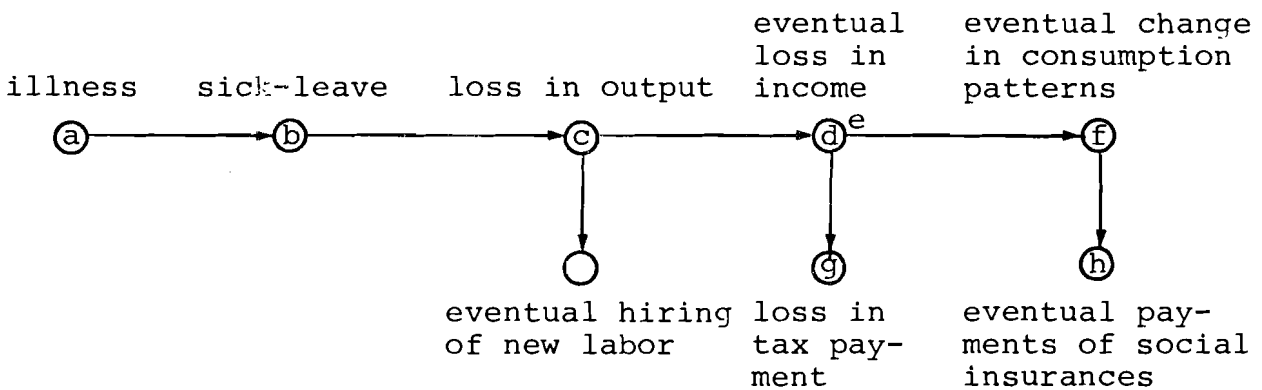 eventual eventual change
loss in in consumption
illness sick-leave loss in output income patterns
a b c d e f
g h
eventual hiring loss in eventual pay-
of new labor tax pay- ments of social
ment insurances